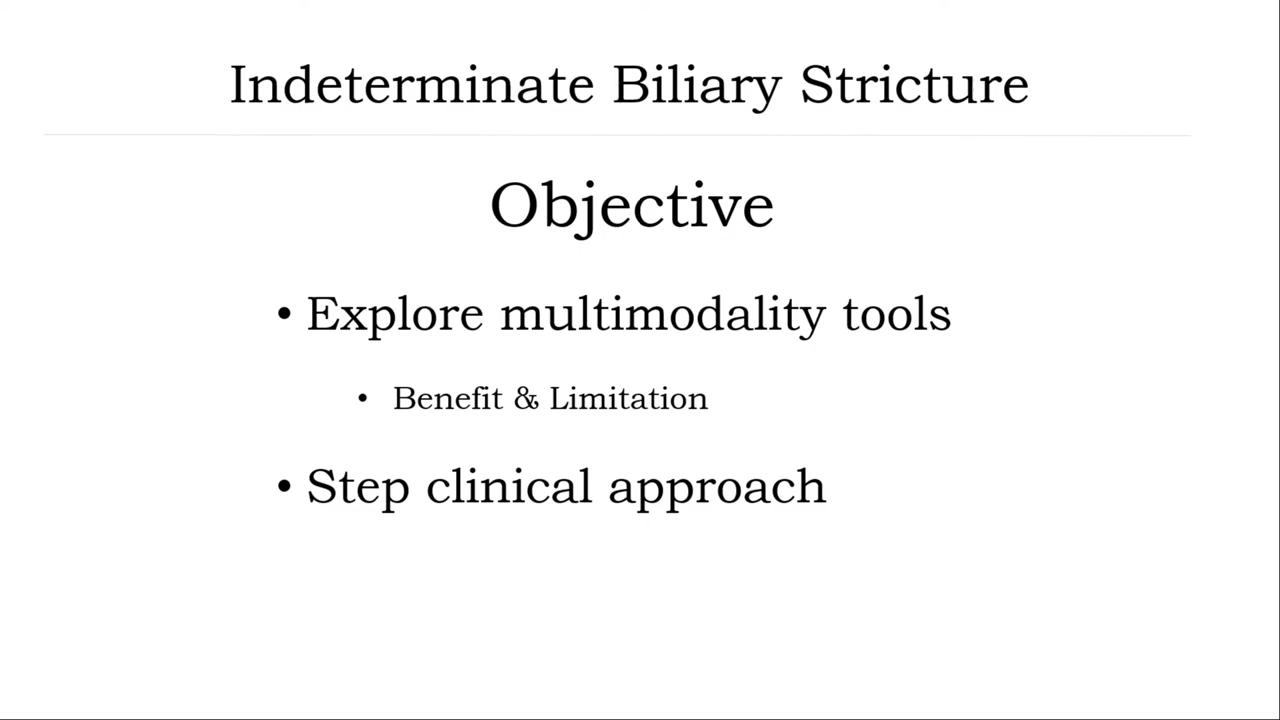 Indeterminate Biliary Stricture
Objective
• Explore multimodality tools
• Benefit & Limitation
• Step clinical approach